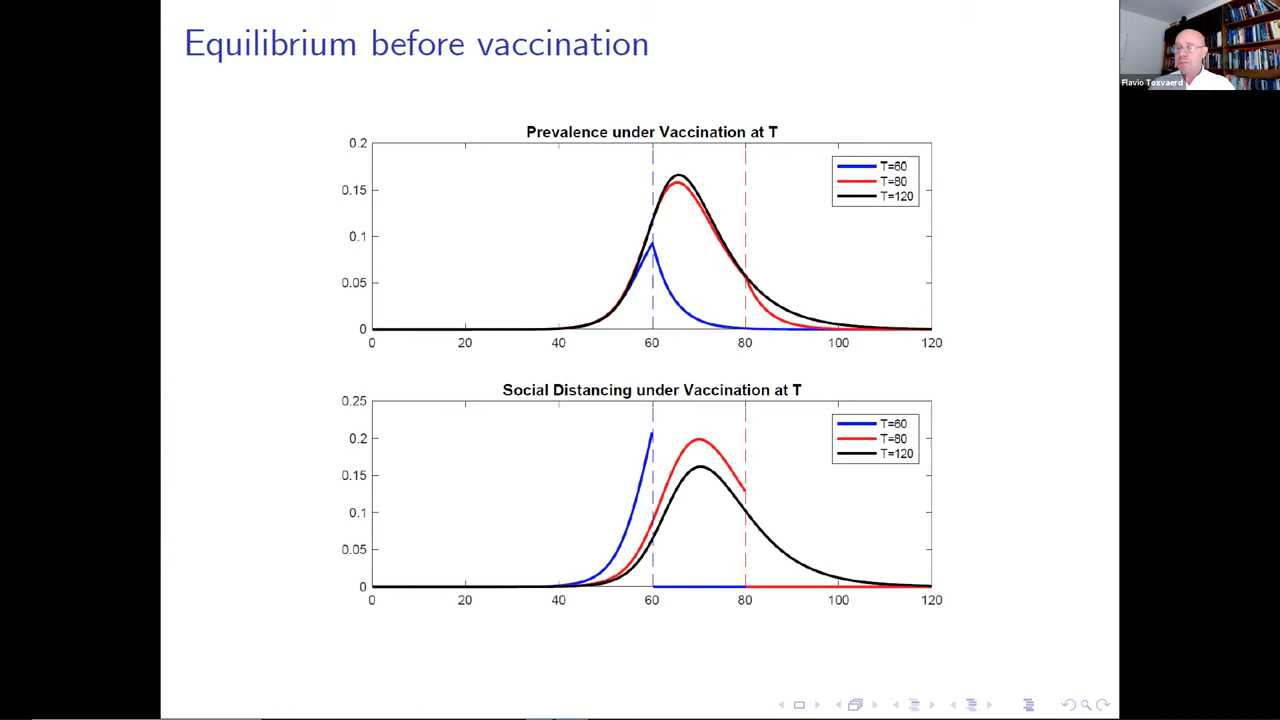 Equilibrium before vaccination
Flavio Toxvaerd
Prevalence under Vaccination at T
0.2
0.15
0.1
0.05
0
T=60
T=80
T=120
0 20 40 60 80 100 120
Social Distancing under Vaccination at T
0.25
0.2
0.15
0.1
0.05
0
T=60
T=80
T=120
0 20 40 60 80 100 120